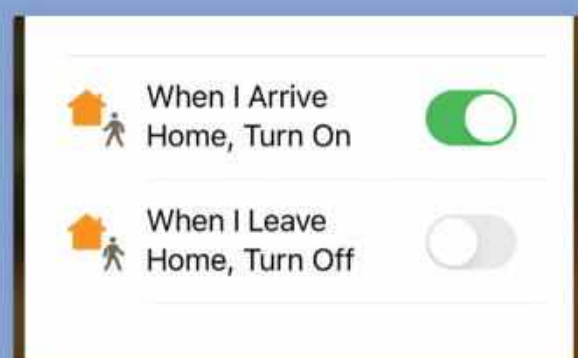 When I Arrive
Home, Turn On
When I Leave
Home, Turn Off